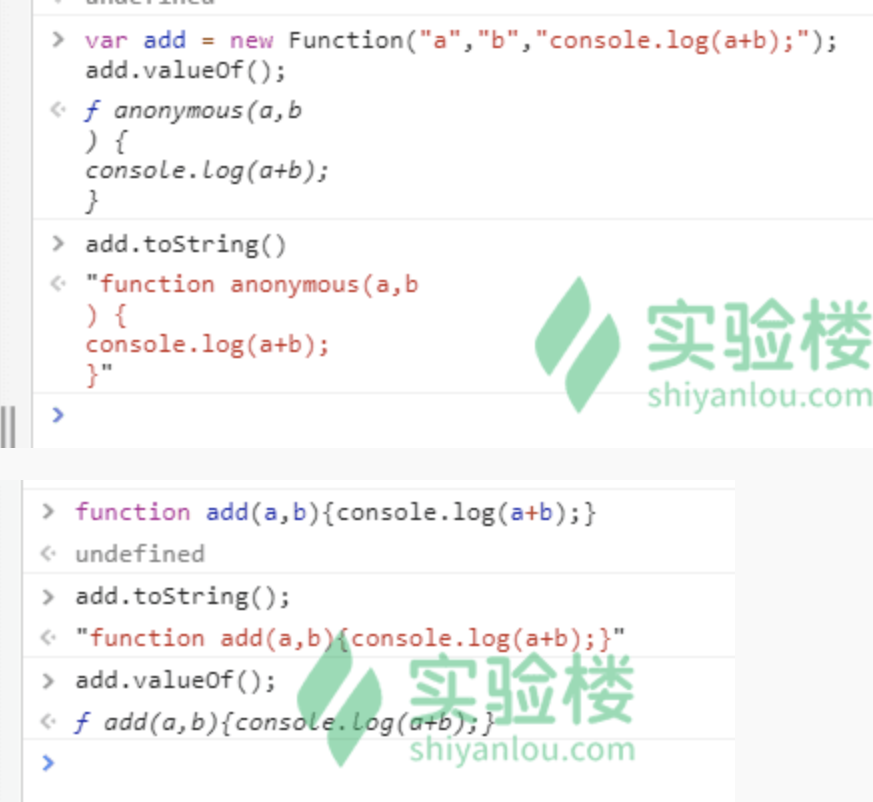 undefined
> var add = new Function("a","b","console.log(a+b);");
add.valueOf();
<· ƒ anonymous(a,b
) {
console.log(a+b);
}
> add.toString()
<· "function anonymous(a,b
) {
console.log(a+b);
}"
实验楼
shiyanlou.com
>
> function add(a,b){console.log(a+b);}
<· undefined
> add.toString();
<· "function add(a,b){console.log(a+b);}"
> add.valueOf();
<· ƒ add(a,b){console.log(a+b);}
实验楼
shiyanlou.com
>